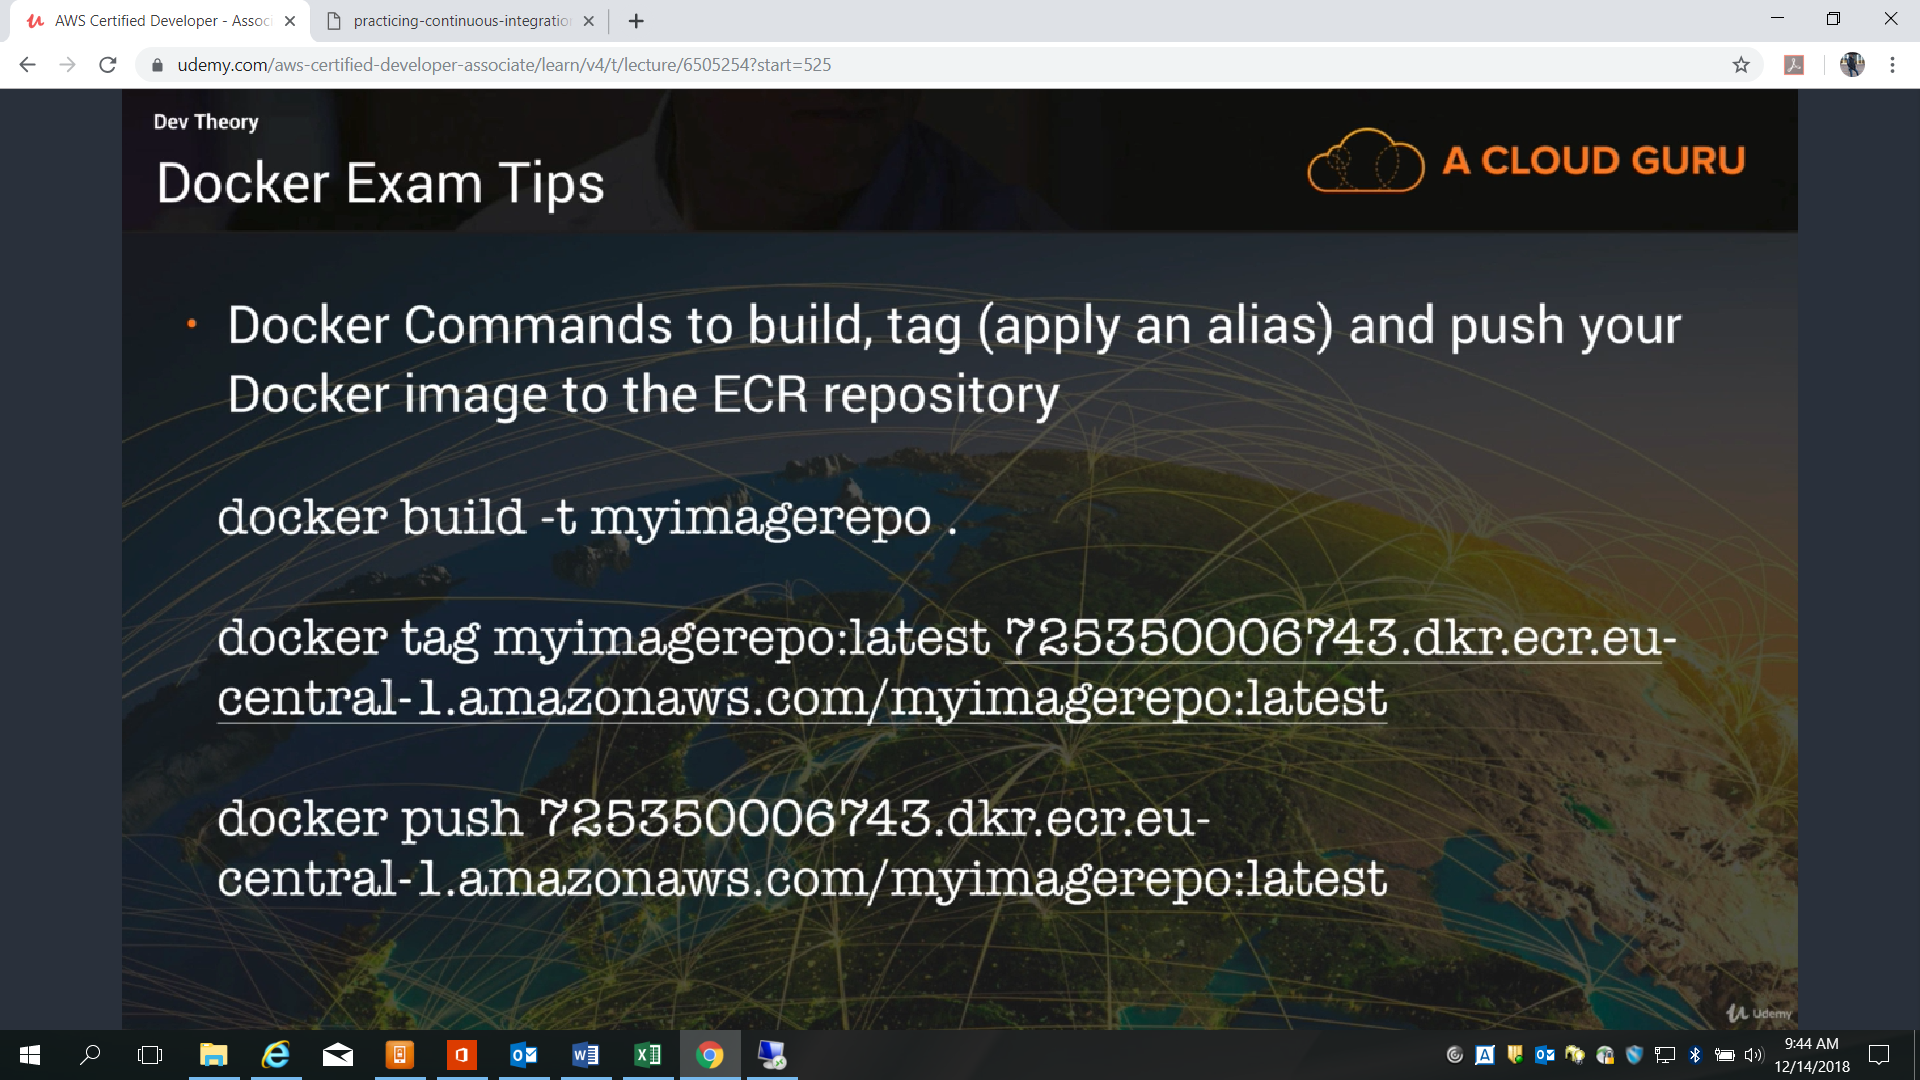 AWS Certified Developer - Associ
practicing-continuous-integration
udemy.com/aws-certified-developer-associate/learn/v4/t/lecture/6505254?start=525
Dev Theory
Docker Exam Tips
A CLOUD GURU
• Docker Commands to build, tag (apply an alias) and push your
Docker image to the ECR repository
docker build -t myimagerepo .
docker tag myimagerepo:latest 725350006743.dkr.ecr.eu-
central-1.amazonaws.com/myimagerepo:latest
docker push 725350006743.dkr.ecr.eu-
central-1.amazonaws.com/myimagerepo:latest
Udemy
9:44 AM
12/14/2018